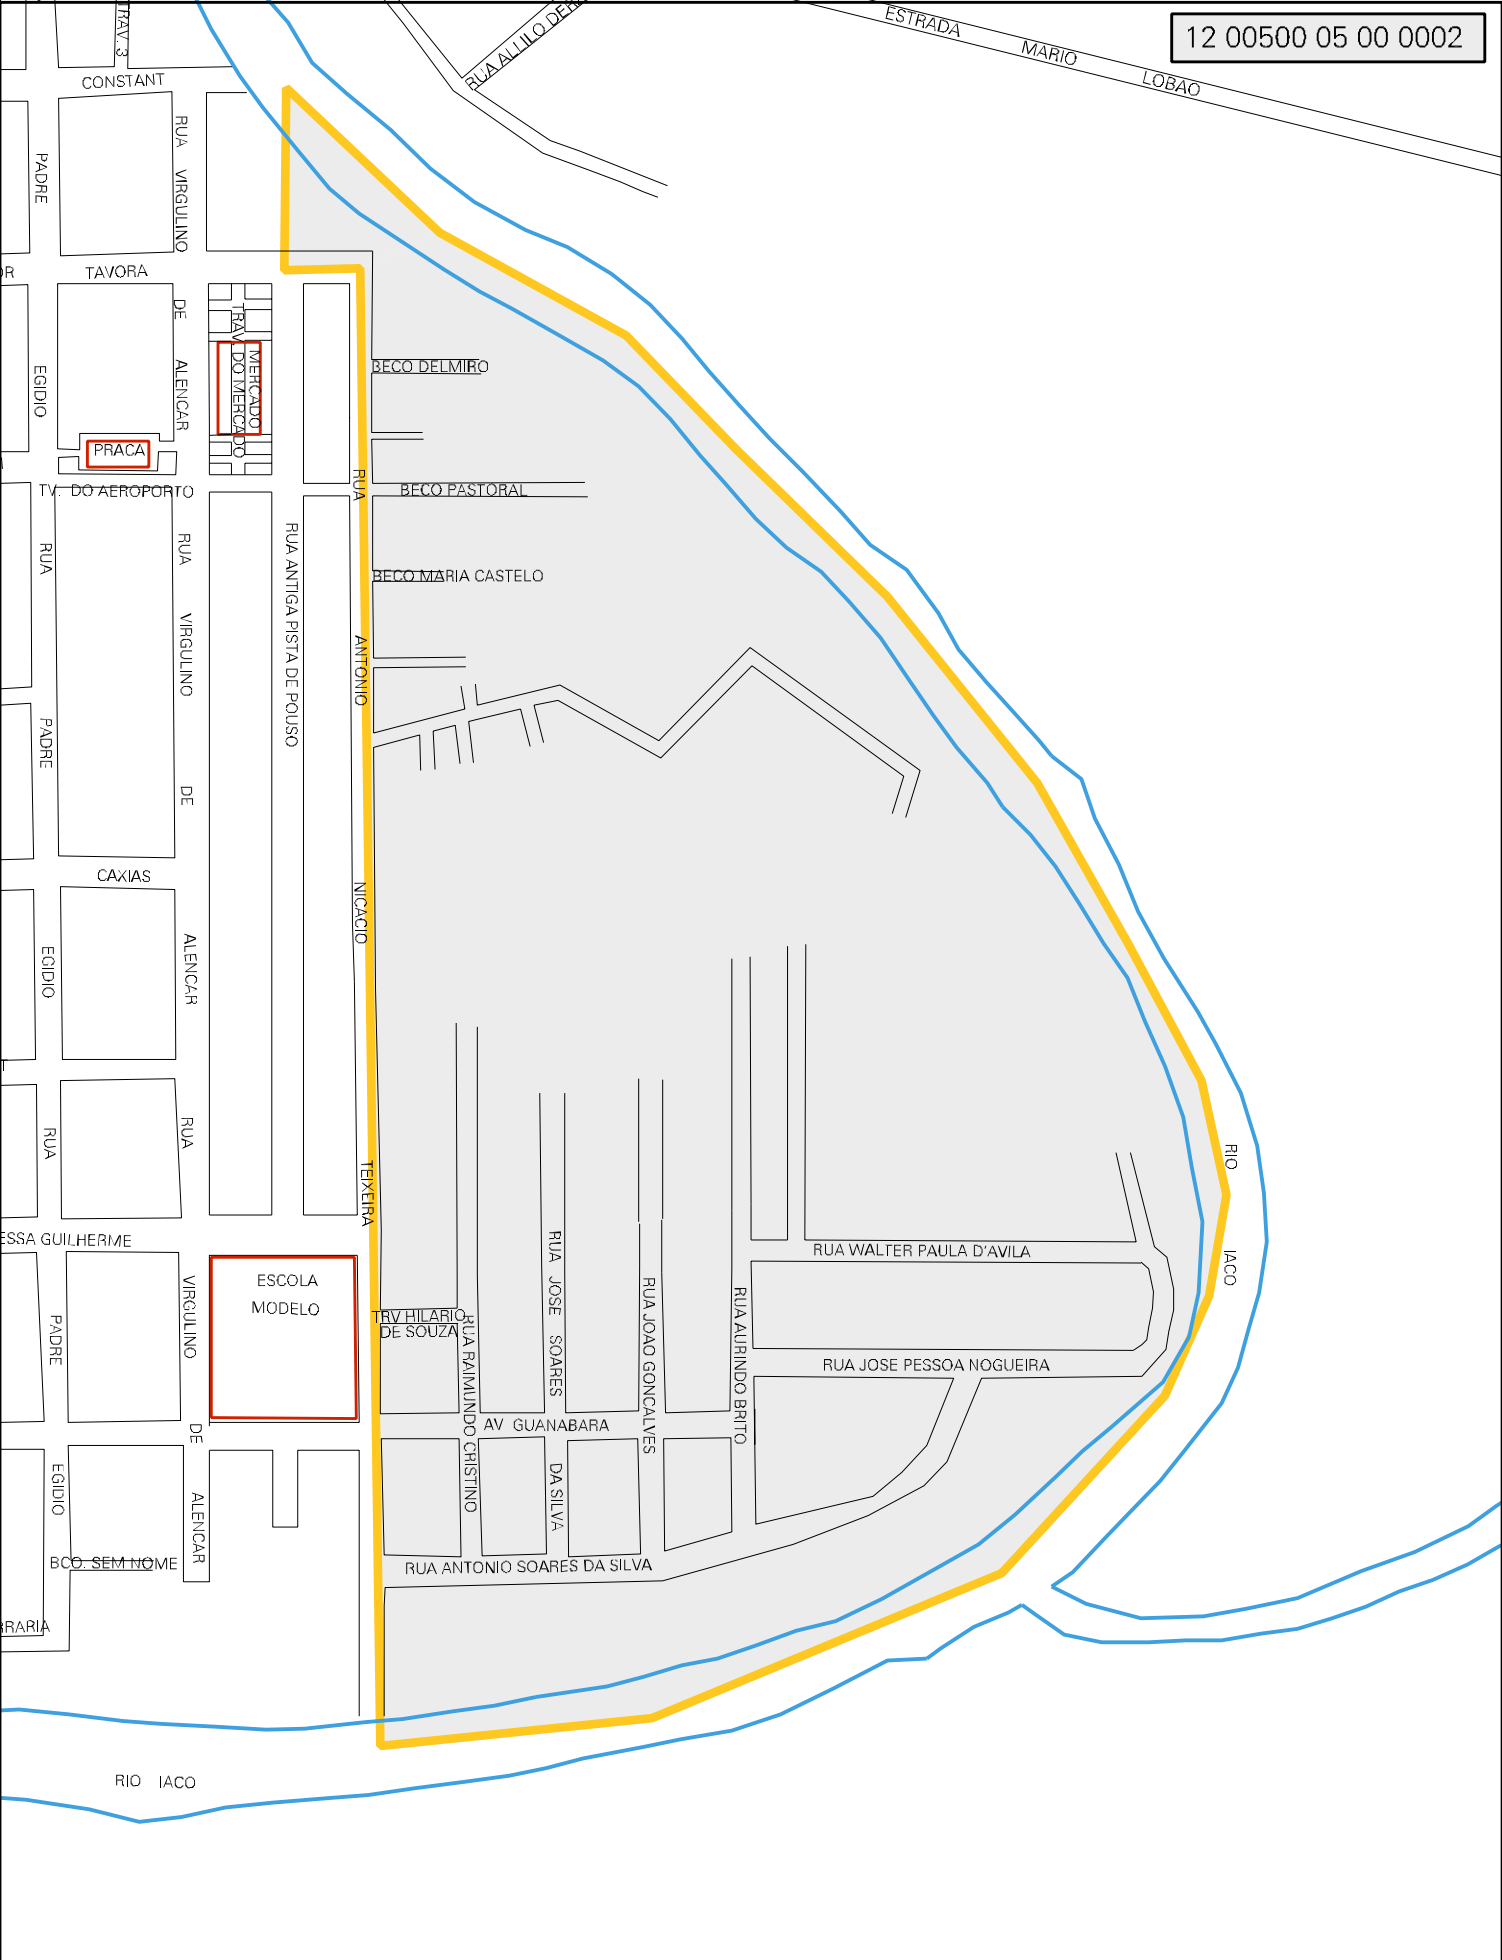 12 00500 05 00 0002
ESTRADA MARIO LOBAO
TRAV. 3
CONSTANT
RUA VIRGULINO DE ALENCAR
PADRE
EGIDIO
TAVORA
TRAV. DO MERCADO
MERCADO
PRACA
TV. DO AEROPORTO
BECO DELMIRO
BECO PASTORAL
BECO MARIA CASTELO
RUA ANTIGA PISTA DE POUSO
RUA ANTONIO NICACIO TEIXEIRA
RUA PADRE EGIDIO
RUA VIRGULINO DE ALENCAR
CAXIAS
RUA PADRE EGIDIO
RUA VIRGULINO DE ALENCAR
ESSA GUILHERME
ESCOLA
MODELO
TRV HILARIO
DE SOUZA
RUA RAIMUNDO CRISTINO
RUA JOSE SOARES DA SILVA
RUA JOAO GONCALVES
RUA AURINDO BRITO
RUA WALTER PAULA D'AVILA
RUA JOSE PESSOA NOGUEIRA
AV GUANABARA
RUA ANTONIO SOARES DA SILVA
RIO IACO
BCO. SEM NOME
RRARIA
RIO IACO